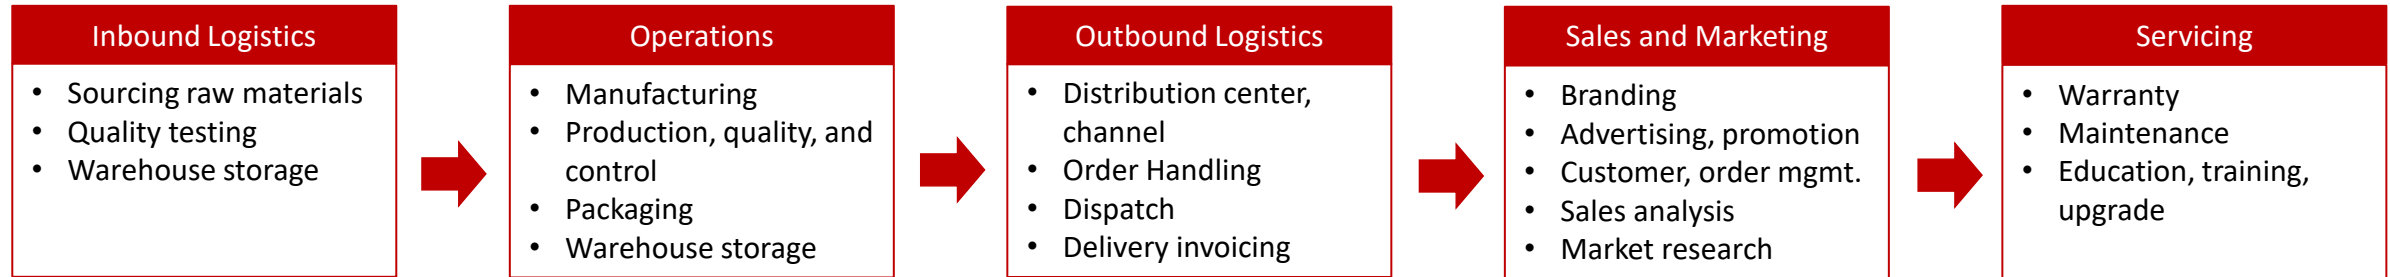 Inbound Logistics
• Sourcing raw materials
• Quality testing
• Warehouse storage
Operations
• Manufacturing
• Production, quality, and
control
• Packaging
• Warehouse storage
Outbound Logistics
• Distribution center,
channel
• Order Handling
• Dispatch
• Delivery invoicing
Sales and Marketing
• Branding
• Advertising, promotion
• Customer, order mgmt.
• Sales analysis
• Market research
Servicing
• Warranty
• Maintenance
• Education, training,
upgrade